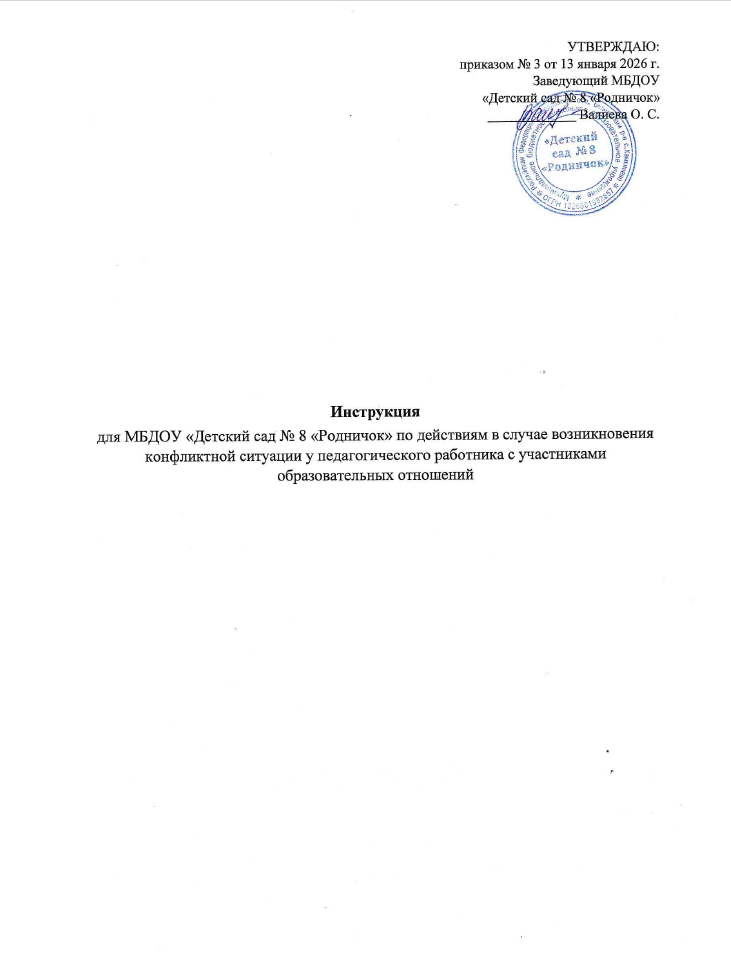 УТВЕРЖДАЮ:
приказом № 3 от 13 января 2026 г.
Заведующий МБДОУ
«Детский сад № 8 «Родничок»
Валиева О. С.
«Детский
сад № 8
«Родничок»
Инструкция
для МБДОУ «Детский сад № 8 «Родничок» по действиям в случае возникновения
конфликтной ситуации у педагогического работника с участниками
образовательных отношений